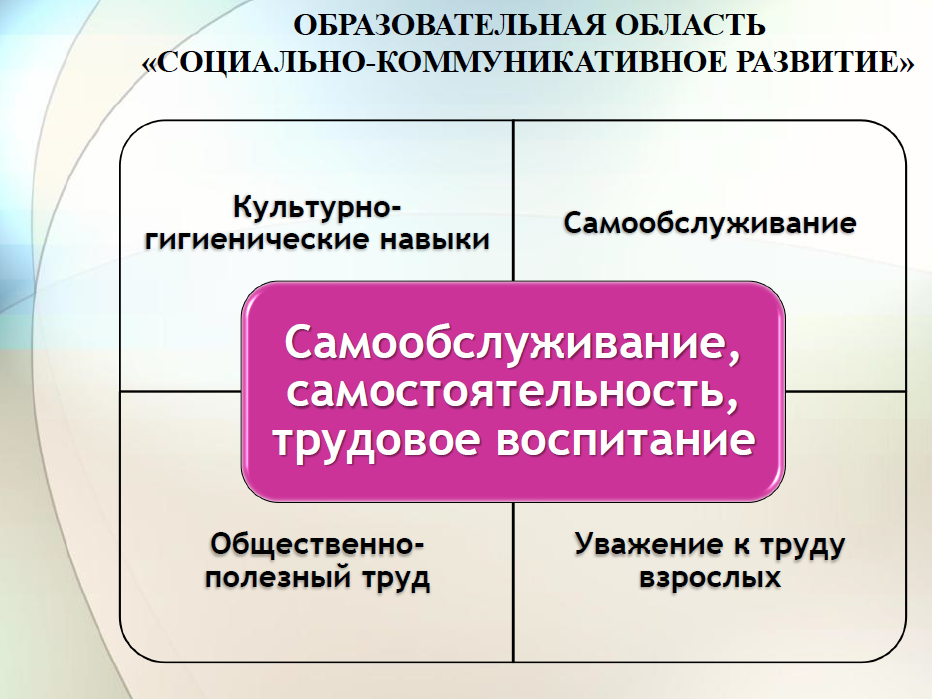 ОБРАЗОВАТЕЛЬНАЯ ОБЛАСТЬ
«СОЦИАЛЬНО-КОММУНИКАТИВНОЕ РАЗВИТИЕ»
Культурно-
гигиенические навыки
Самообслуживание
Самообслуживание,
самостоятельность,
трудовое воспитание
Общественно-
полезный труд
Уважение к труду
взрослых